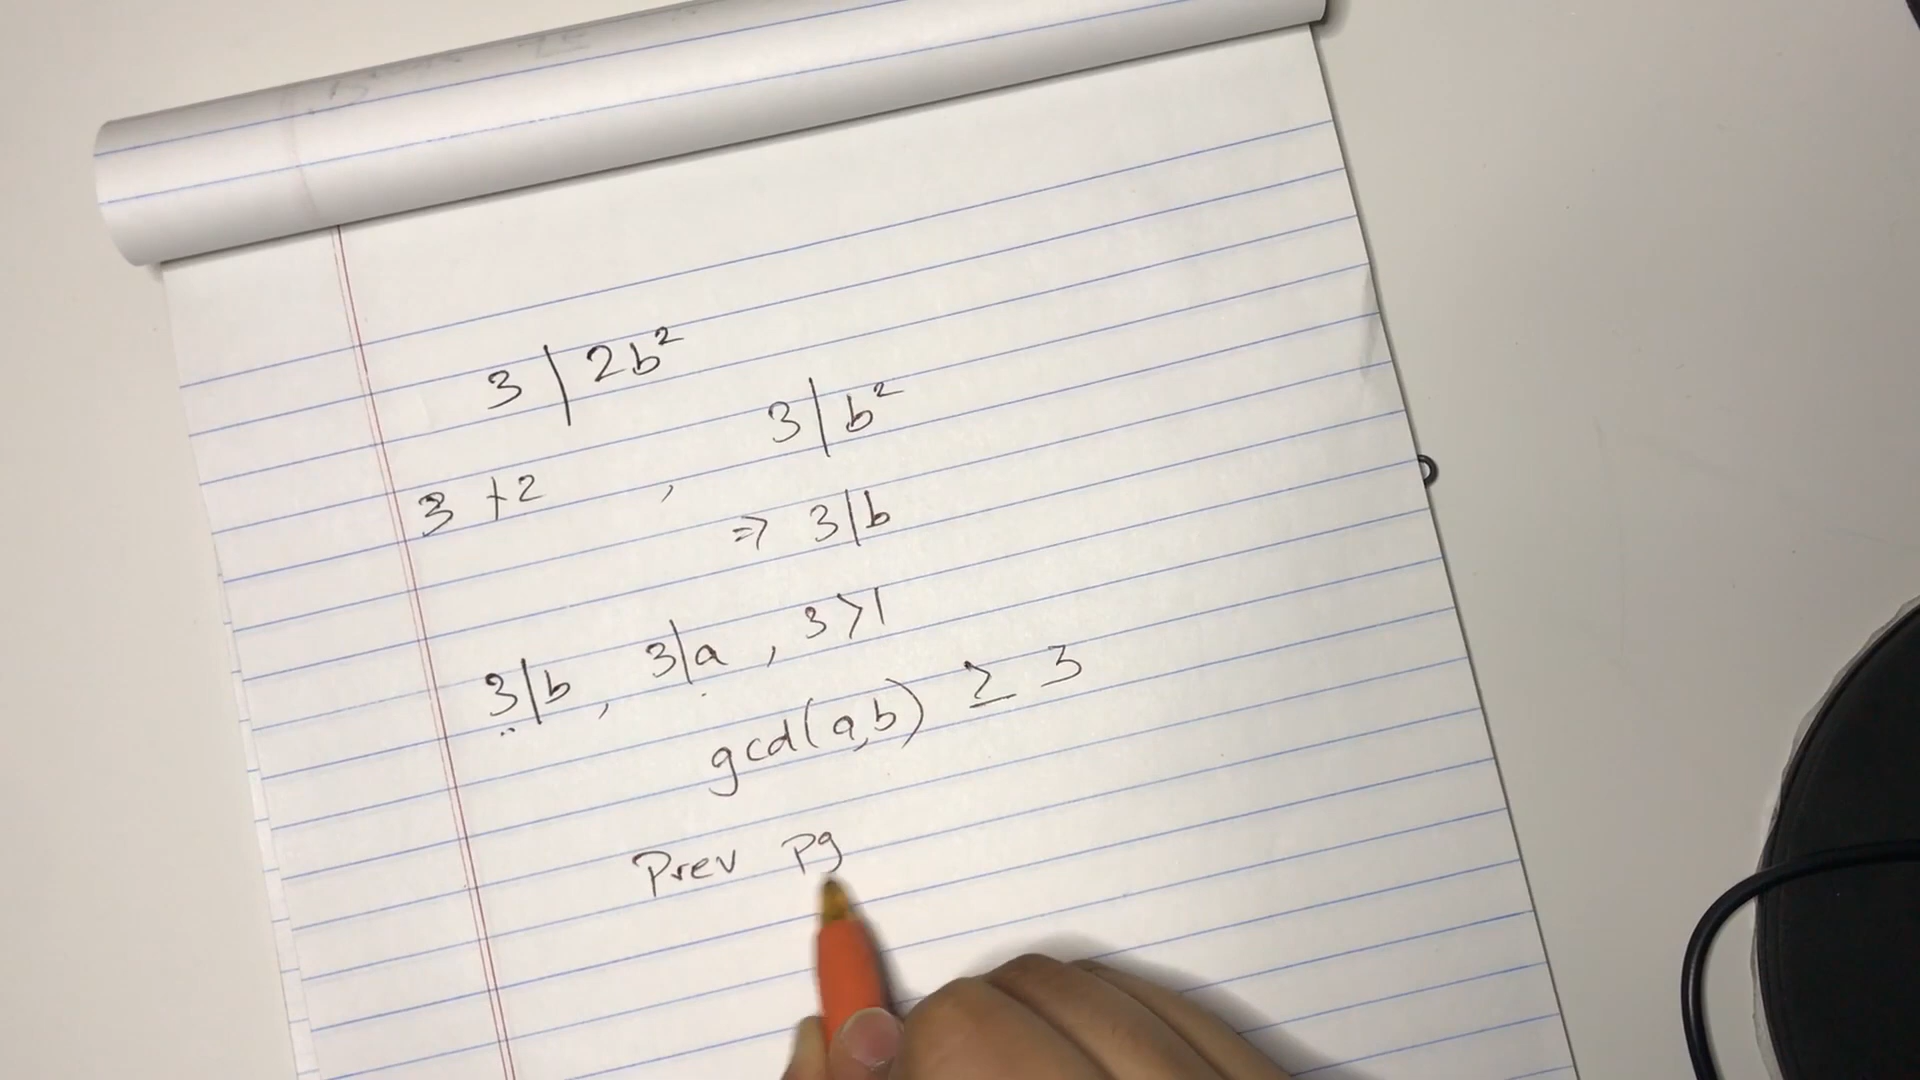 3 | 2b²
3 ∤ 2 , 3 | b²
⇒ 3 | b
3 | b , 3 | a , 3 > 1
gcd(a,b) ≥ 3
Prev pg